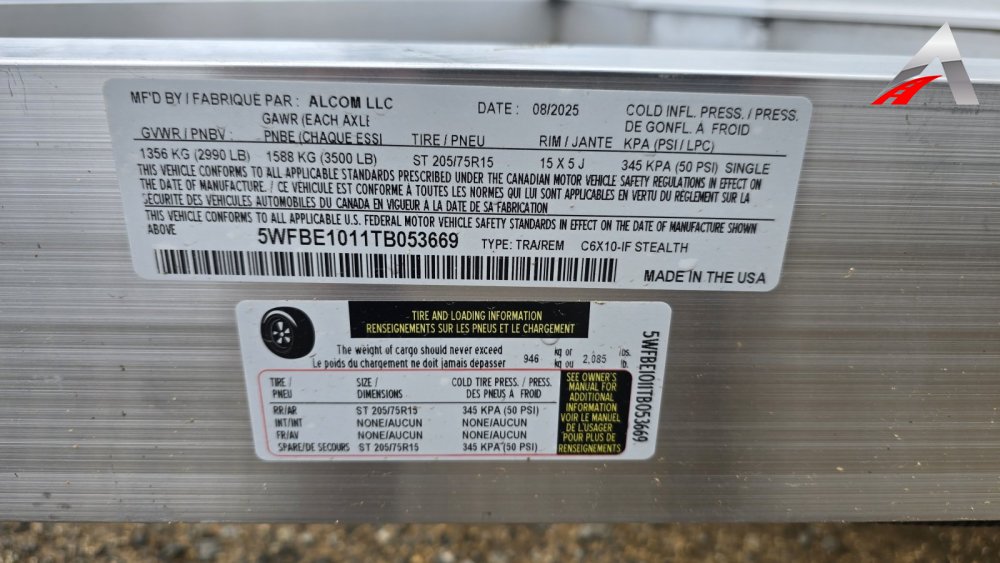 MF'D BY / FABRIQUÉ PAR : ALCOM LLC DATE : 08/2025 COLD INFL. PRESS. / PRESS.
GAWR (EACH AXLE DE GONFL. À FROID
GVWR / PNBV PNBE (CHAQUE ESSI TIRE / PNEU RIM / JANTE KPA (PSI / LPC)
1356 KG (2990 LB) 1588 KG (3500 LB) ST 205/75R15 15 X 5 J 345 KPA (50 PSI) SINGLE
THIS VEHICLE CONFORMS TO ALL APPLICABLE STANDARDS PRESCRIBED UNDER THE CANADIAN MOTOR VEHICLE SAFETY REGULATIONS IN EFFECT ON
THE DATE OF MANUFACTURE. / CE VÉHICULE EST CONFORME À TOUTES LES NORMES QUI LUI SONT APPLICABLES EN VERTU DU RÈGLEMENT SUR LA
SÉCURITÉ DES VÉHICULES AUTOMOBILES DU CANADA EN VIGUEUR À LA DATE DE SA FABRICATION
THIS VEHICLE CONFORMS TO ALL APPLICABLE U.S. FEDERAL MOTOR VEHICLE SAFETY STANDARDS IN EFFECT ON THE DATE OF MANUFACTURE SHOWN
ABOVE
5WFBE1011TB053669 TYPE: TRA/REM C6X10-IF STEALTH
MADE IN THE USA
TIRE AND LOADING INFORMATION
RENSEIGNEMENTS SUR LES PNEUS ET LE CHARGEMENT
The weight of cargo should never exceed 946 kg or 2,085 lbs.
Le poids du chargement ne doit jamais depasser kg ou lb.
TIRE / SIZE / COLD TIRE PRESS. / PRESS.
PNEU DIMENSIONS DES PNEUS À FROID
RR/AR ST 205/75R15 345 KPA (50 PSI)
INT/INT NONE/AUCUN NONE/AUCUN
FR/AV NONE/AUCUN NONE/AUCUN
SPARE/DE SECOURS ST 205/75R15 345 KPA (50 PSI)
SEE OWNER'S
MANUAL FOR
ADDITIONAL
INFORMATION
VOIR LE MANUEL
DE L'USAGER
POUR PLUS DE
RENSEIGNEMENTS
5WFBE1011TB053669